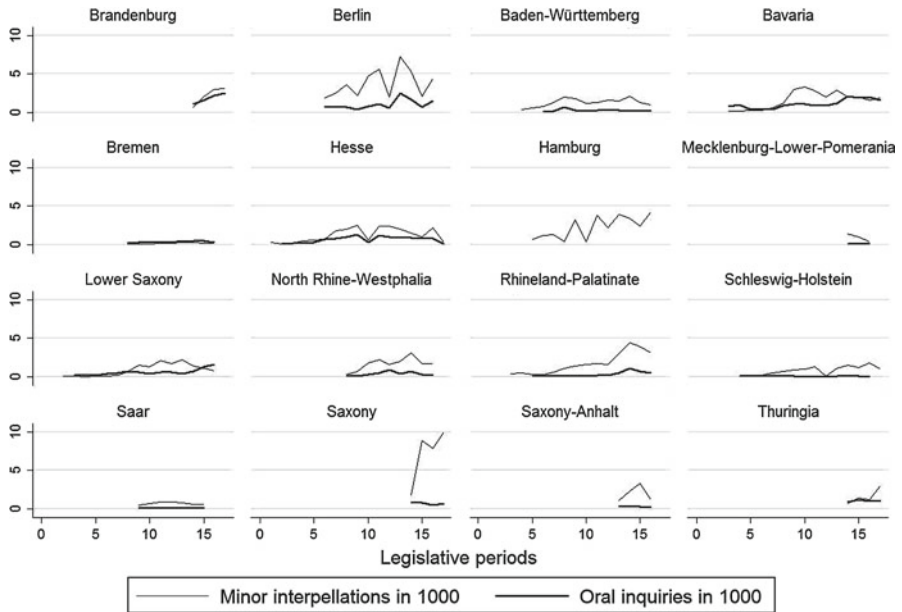 Brandenburg Berlin Baden-Württemberg Bavaria
10
5
0
Bremen Hesse Hamburg Mecklenburg-Lower-Pomerania
10
5
0
Lower Saxony North Rhine-Westphalia Rhineland-Palatinate Schleswig-Holstein
10
5
0
Saar Saxony Saxony-Anhalt Thuringia
10
5
0
0 5 10 15 0 5 10 15 0 5 10 15 0 5 10 15
Legislative periods
Minor interpellations in 1000 Oral inquiries in 1000